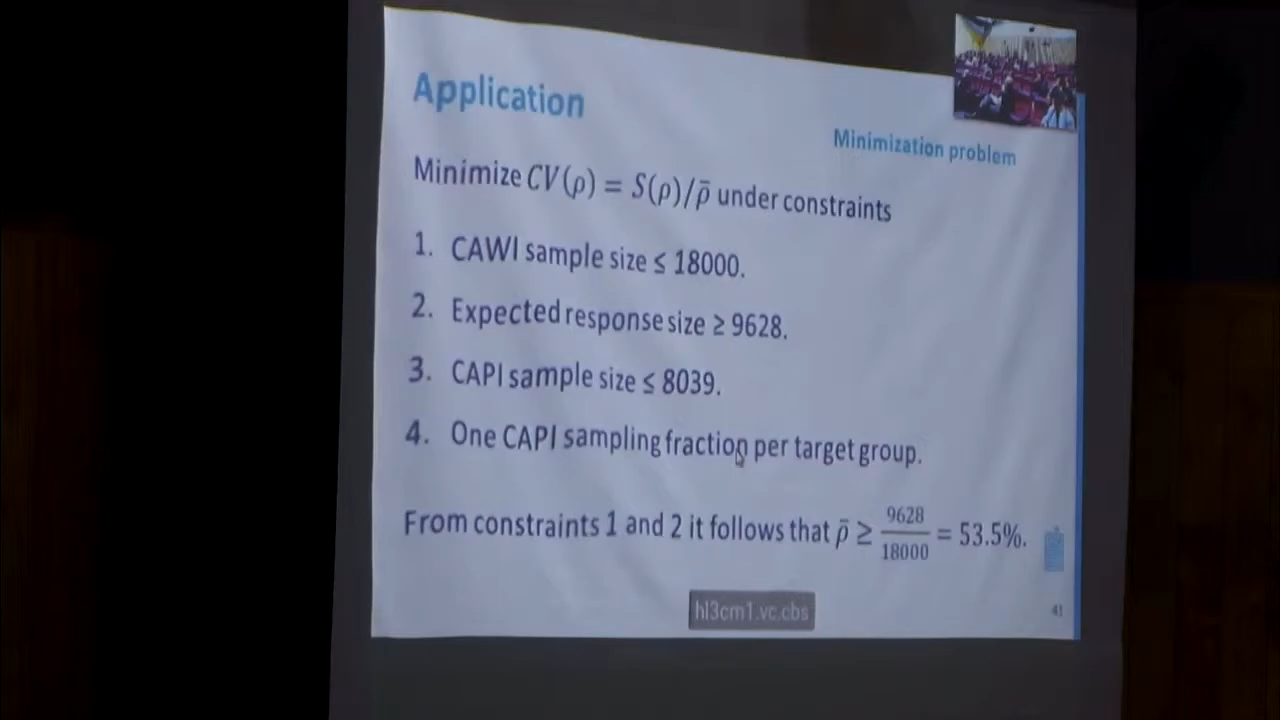 Application
Minimization problem
Minimize CV(ρ) = S(ρ)/ρ̄ under constraints
1. CAWI sample size ≤ 18000.
2. Expected response size ≥ 9628.
3. CAPI sample size ≤ 8039.
4. One CAPI sampling fraction per target group.
From constraints 1 and 2 it follows that ρ̄ ≥ 9628/18000 = 53.5%.
hl3cm1.vc.cbs
41